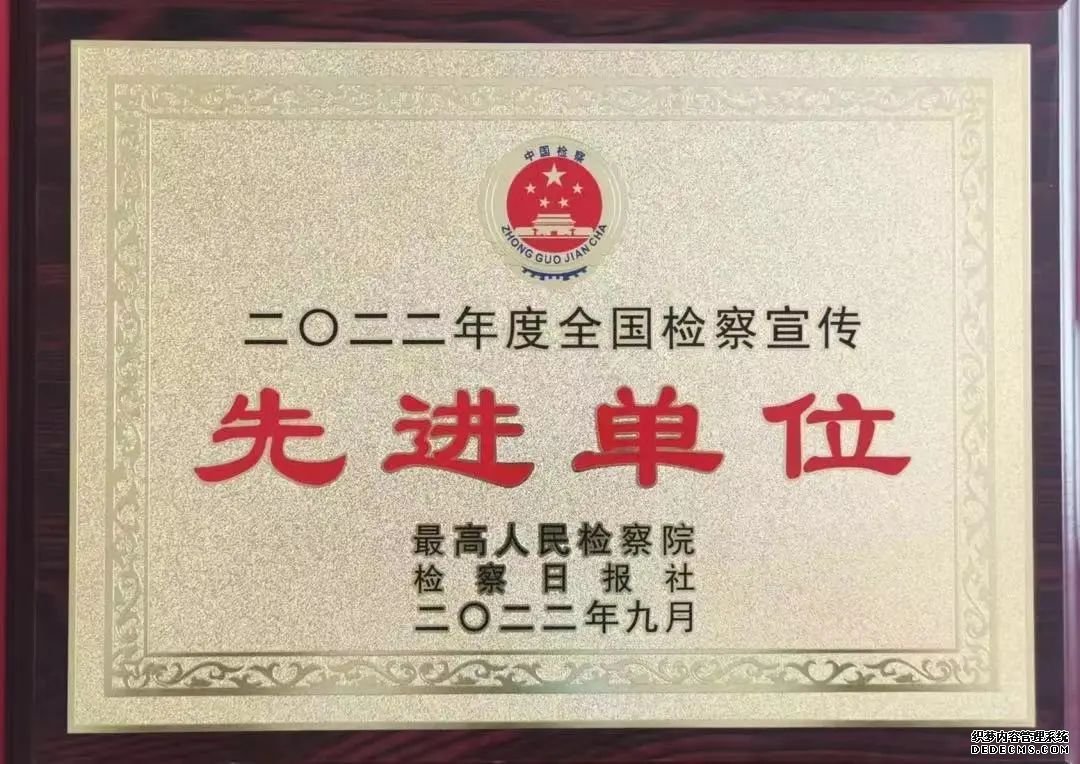 中国检察
ZHONG GUO JIAN CHA
二〇二二年度全国检察宣传
先进单位
最高人民检察院
检察日报社
二〇二二年九月
织梦内容管理系统
DEDECMS.COM